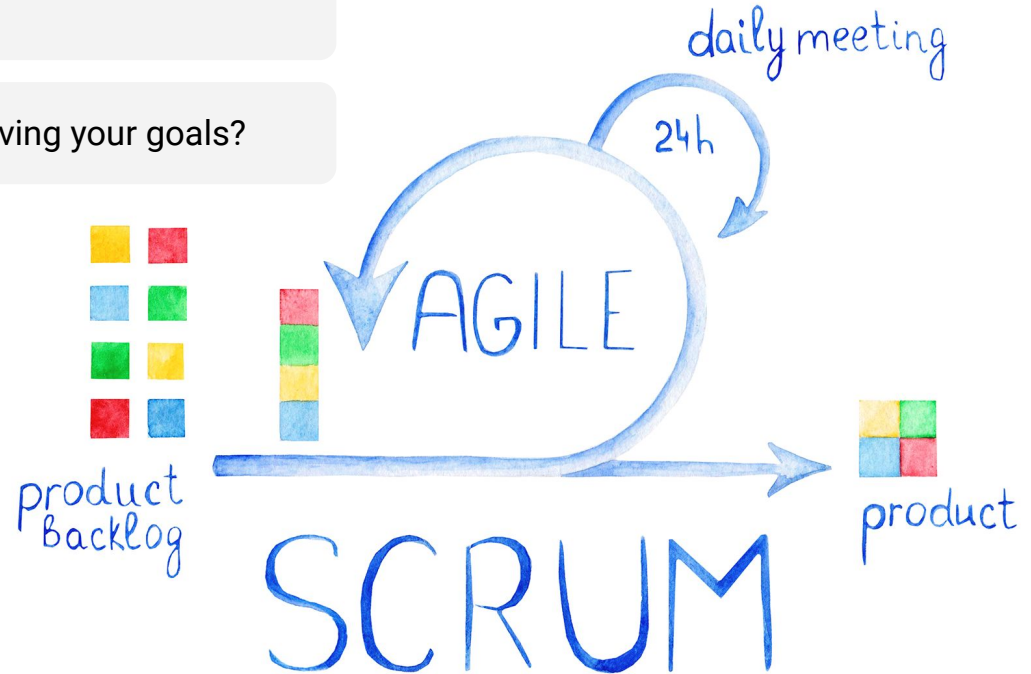 daily meeting
ving your goals?
24h
AGILE
product
backlog
product
SCRUM